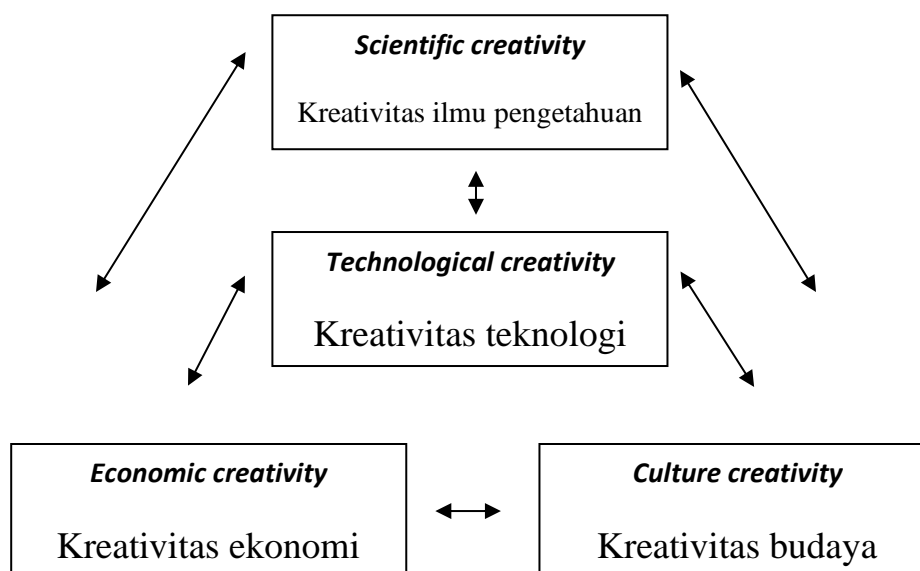 Scientific creativity
Kreativitas ilmu pengetahuan
Technological creativity
Kreativitas teknologi
Economic creativity
Kreativitas ekonomi
Culture creativity
Kreativitas budaya